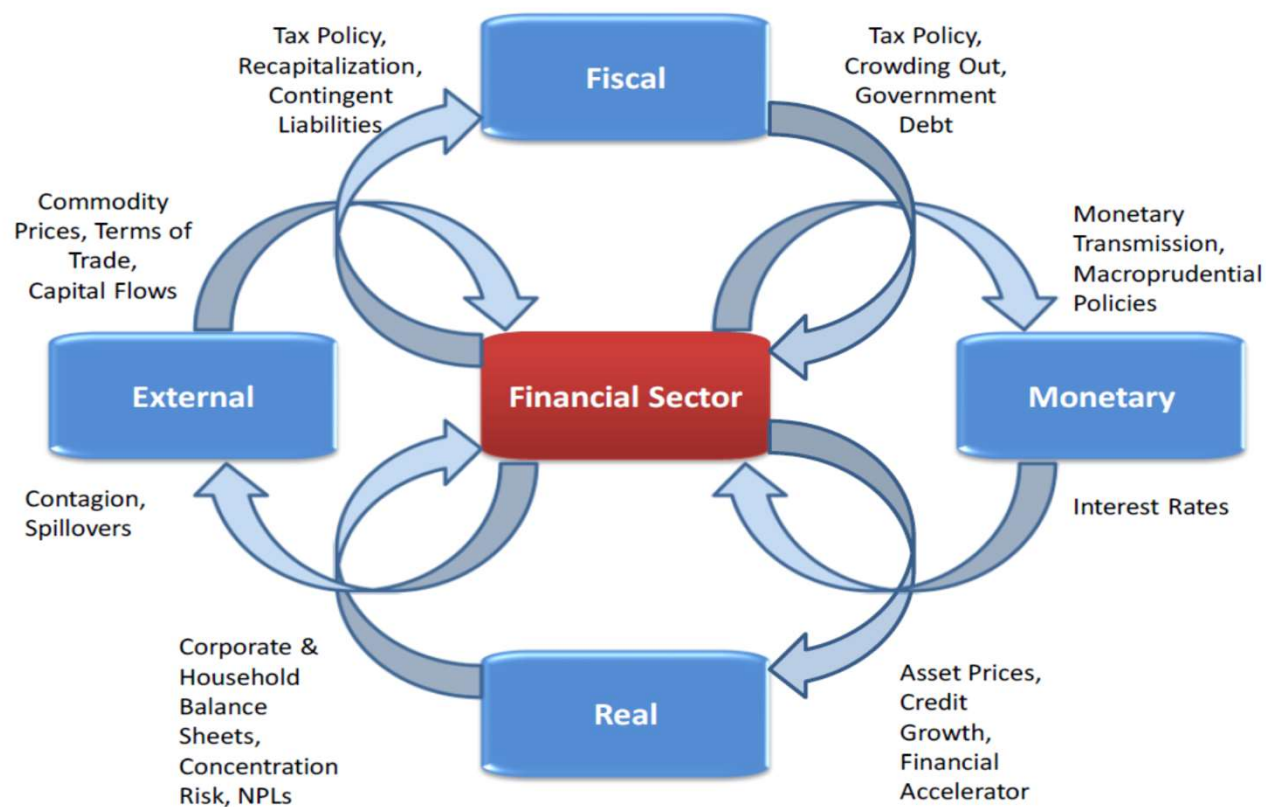 Tax Policy,
Recapitalization,
Contingent
Liabilities
Fiscal
Tax Policy,
Crowding Out,
Government
Debt
Commodity
Prices, Terms of
Trade,
Capital Flows
Monetary
Transmission,
Macroprudential
Policies
External
Financial Sector
Monetary
Contagion,
Spillovers
Interest Rates
Corporate &
Household
Balance
Sheets,
Concentration
Risk, NPLs
Real
Asset Prices,
Credit
Growth,
Financial
Accelerator